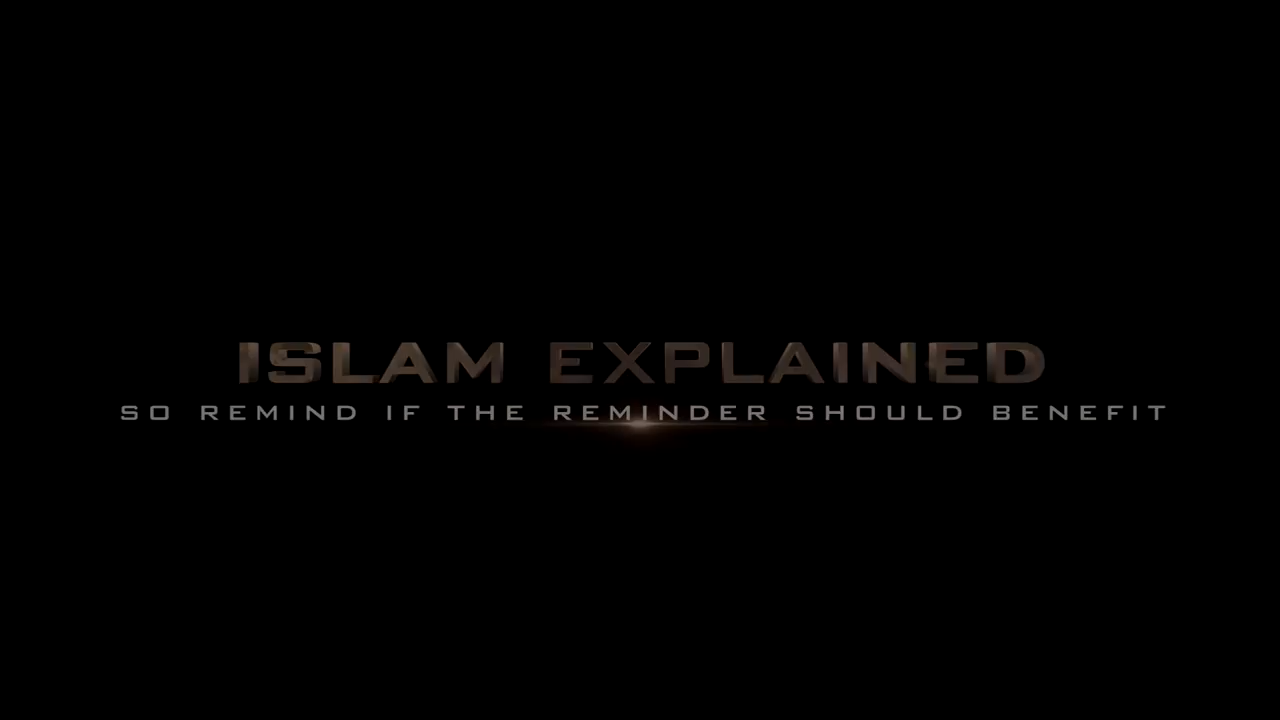 ISLAM EXPLAINED
SO REMIND IF THE REMINDER SHOULD BENEFIT